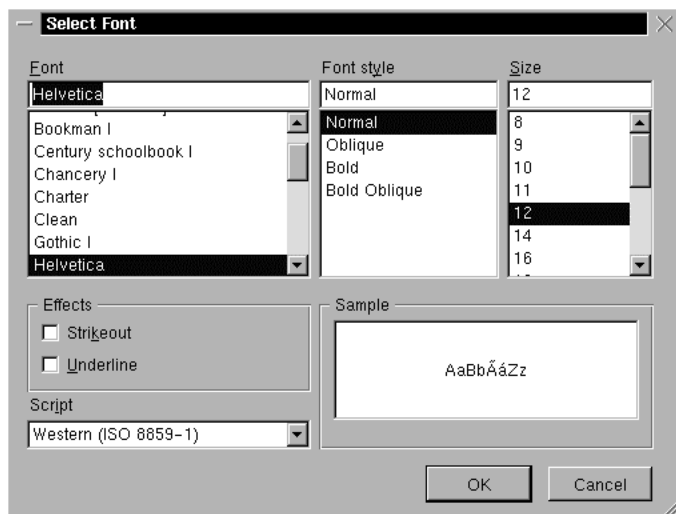 Select Font
Font
Font style
Size
Helvetica
Normal
12
Bookman l
Century schoolbook l
Chancery l
Charter
Clean
Gothic l
Helvetica
Normal
Oblique
Bold
Bold Oblique
8
9
10
11
12
14
16
Effects
Strikeout
Underline
Script
Western (ISO 8859-1)
Sample
AaBbÃáZz
OK
Cancel